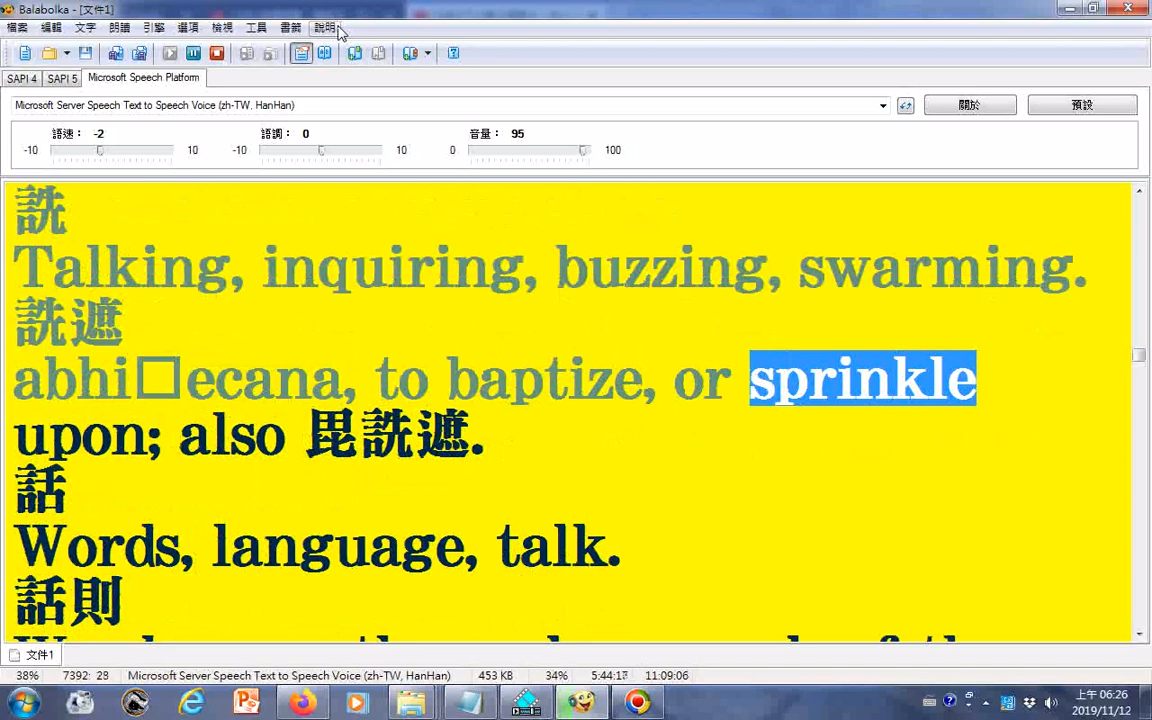 Balabolka - [文件1]
檔案 編輯 文字 朗讀 引擎 選項 檢視 工具 書籤 說明
SAPI 4 SAPI 5 Microsoft Speech Platform
Microsoft Server Speech Text to Speech Voice (zh-TW, HanHan) 關於 預設
語速： -2 語調： 0 音量： 95
-10 10 -10 10 0 100
詵
Talking, inquiring, buzzing, swarming.
詵遮
abhi□ecana, to baptize, or sprinkle
upon; also 毘詵遮.
話
Words, language, talk.
話則
文件1
38% 7392: 28 Microsoft Server Speech Text to Speech Voice (zh-TW, HanHan) 453 KB 34% 5:44:17 11:09:06
上午 06:26
2019/11/12